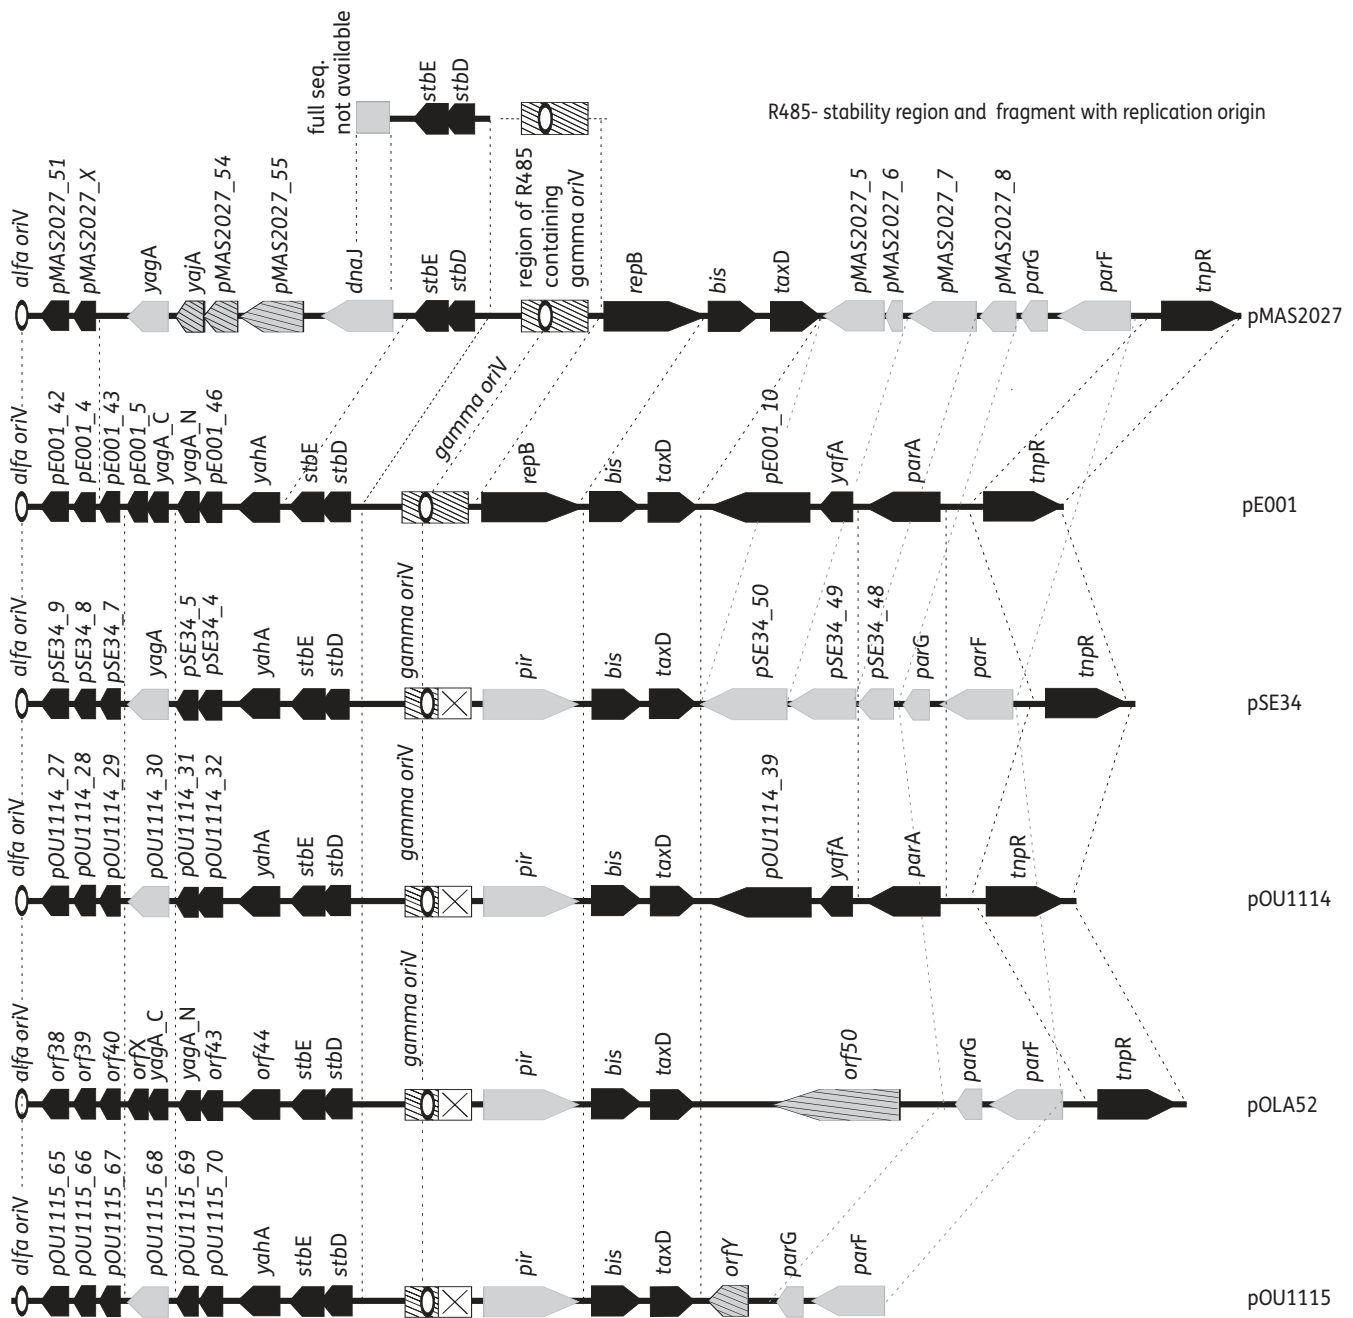 full seq.
not available
stbE
stbD
R485- stability region and fragment with replication origin
alfa oriV
pMAS2027_51
pMAS2027_X
yagA
yajA
pMAS2027_54
pMAS2027_55
dnaJ
stbE
stbD
region of R485
containing
gamma oriV
repB
bis
taxD
pMAS2027_5
pMAS2027_6
pMAS2027_7
pMAS2027_8
parG
parF
tnpR
pMAS2027
alfa oriV
pE001_42
pE001_4
pE001_43
pE001_5
yagA_C
yagA_N
pE001_46
yahA
stbE
stbD
gamma oriV
repB
bis
taxD
pE001_10
yafA
parA
tnpR
pE001
alfa oriV
pSE34_9
pSE34_8
pSE34_7
yagA
pSE34_5
pSE34_4
yahA
stbE
stbD
gamma oriV
pir
bis
taxD
pSE34_50
pSE34_49
pSE34_48
parG
parF
tnpR
pSE34
alfa oriV
pOU1114_27
pOU1114_28
pOU1114_29
pOU1114_30
pOU1114_31
pOU1114_32
yahA
stbE
stbD
gamma oriV
pir
bis
taxD
pOU1114_39
yafA
parA
tnpR
pOU1114
alfa oriV
orf38
orf39
orf40
orfX
yagA_C
yagA_N
orf43
orf44
stbE
stbD
gamma oriV
pir
bis
taxD
orf50
parG
parF
tnpR
pOLA52
alfa oriV
pOU1115_65
pOU1115_66
pOU1115_67
pOU1115_68
pOU1115_69
pOU1115_70
yahA
stbE
stbD
pir
bis
taxD
orfY
parG
parF
pOU1115